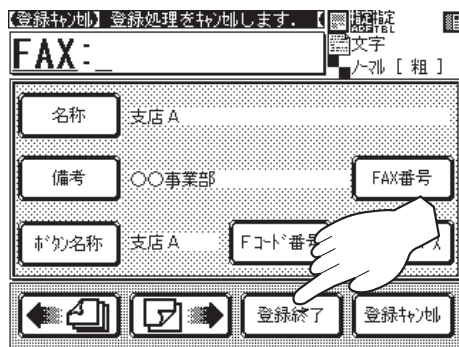 【登録ｷｬﾝｾﾙ】登録処理をｷｬﾝｾﾙします．【
FAX:_
文字
ﾉｰﾏﾙ [ 粗 ]
名称 支店A
備考 〇〇事業部 FAX番号
ﾎﾞﾀﾝ名称 支店A Fｺｰﾄﾞ番号
登録終了 登録ｷｬﾝｾﾙ